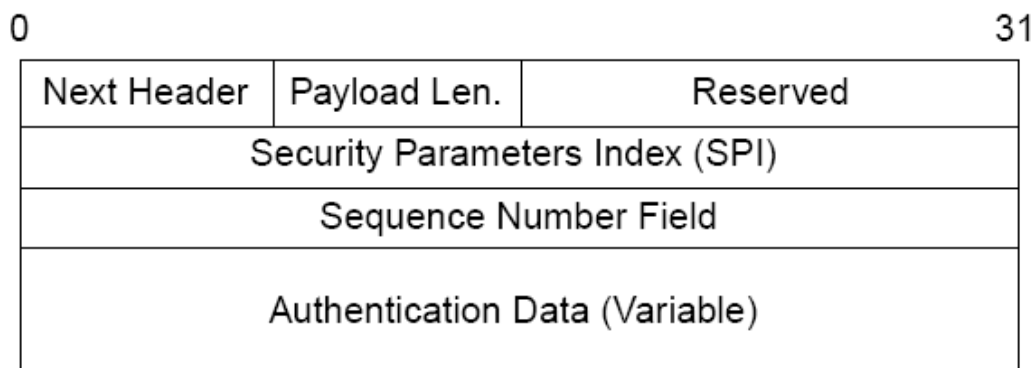 0 31
Next Header Payload Len. Reserved
Security Parameters Index (SPI)
Sequence Number Field
Authentication Data (Variable)